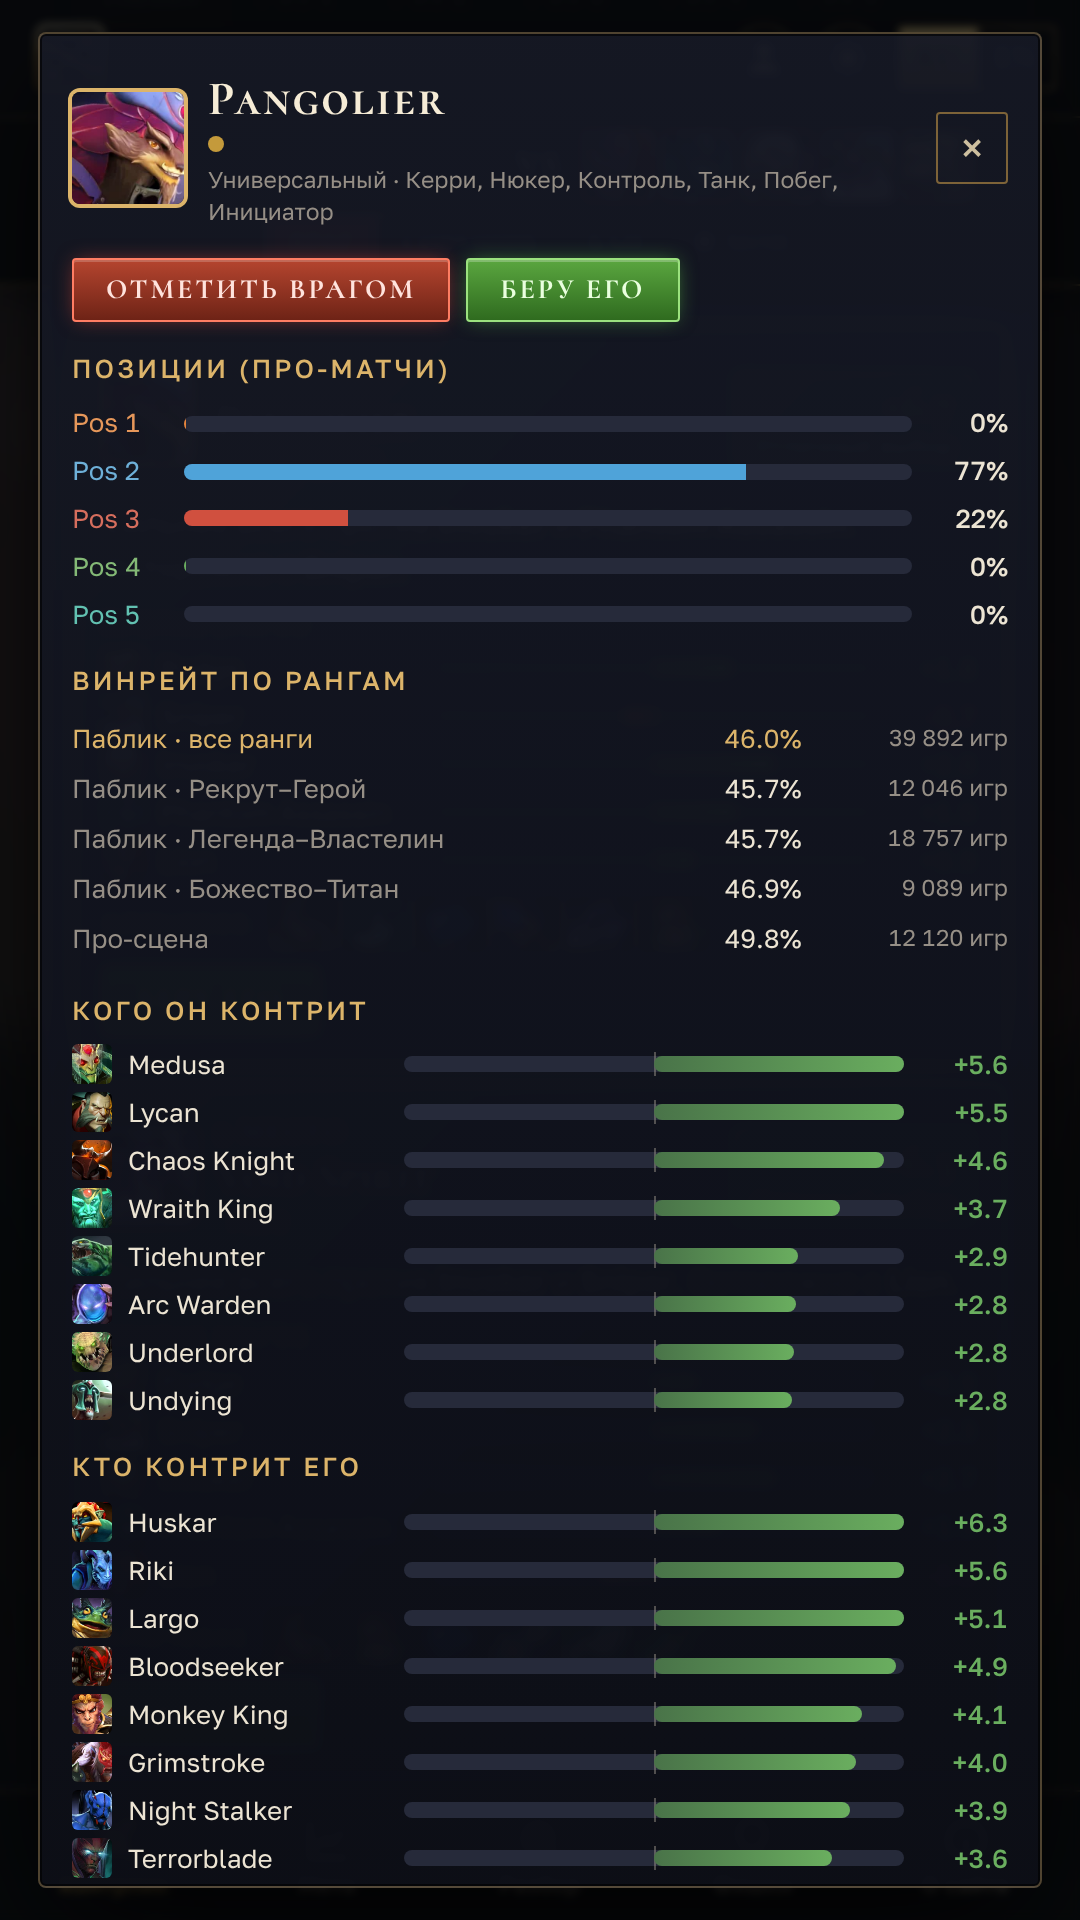 Pangolier
Универсальный · Керри, Нюкер, Контроль, Танк, Побег,
Инициатор
✕
ОТМЕТИТЬ ВРАГОМ
БЕРУ ЕГО
ПОЗИЦИИ (ПРО-МАТЧИ)
Pos 1 0%
Pos 2 77%
Pos 3 22%
Pos 4 0%
Pos 5 0%
ВИНРЕЙТ ПО РАНГАМ
Паблик · все ранги 46.0% 39 892 игр
Паблик · Рекрут–Герой 45.7% 12 046 игр
Паблик · Легенда–Властелин 45.7% 18 757 игр
Паблик · Божество–Титан 46.9% 9 089 игр
Про-сцена 49.8% 12 120 игр
КОГО ОН КОНТРИТ
Medusa +5.6
Lycan +5.5
Chaos Knight +4.6
Wraith King +3.7
Tidehunter +2.9
Arc Warden +2.8
Underlord +2.8
Undying +2.8
КТО КОНТРИТ ЕГО
Huskar +6.3
Riki +5.6
Largo +5.1
Bloodseeker +4.9
Monkey King +4.1
Grimstroke +4.0
Night Stalker +3.9
Terrorblade +3.6